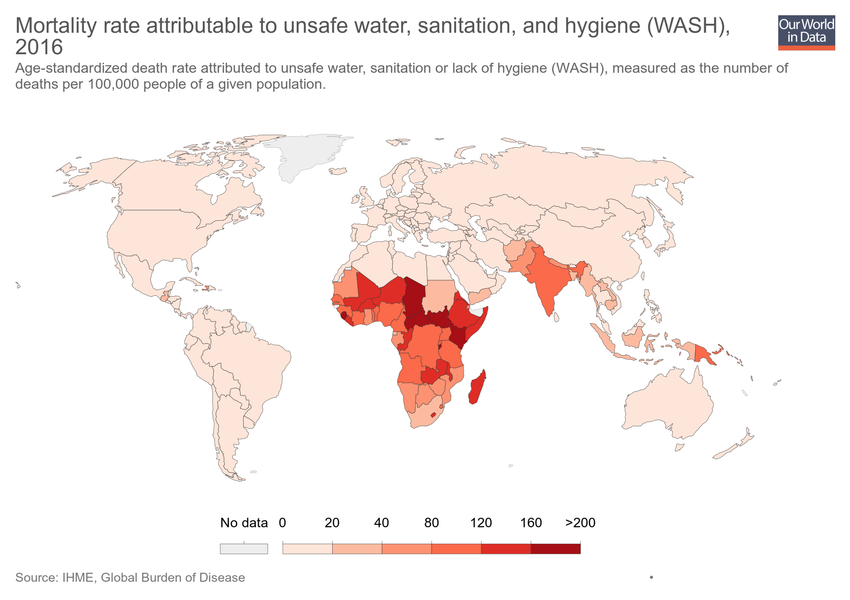 Mortality rate attributable to unsafe water, sanitation, and hygiene (WASH),
2016
Our World
in Data
Age-standardized death rate attributed to unsafe water, sanitation or lack of hygiene (WASH), measured as the number of
deaths per 100,000 people of a given population.
No data 0 20 40 80 120 160 >200
Source: IHME, Global Burden of Disease